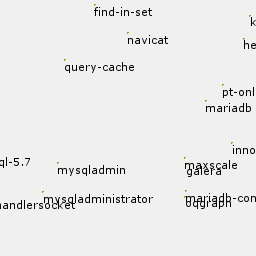 find-in-set
k
navicat
he
query-cache
pt-onl
mariadb
inno
ql-5.7
maxscale
mysqladmin
galera
mysqladministrator
mariadb-con
handlersocket
oqgraph